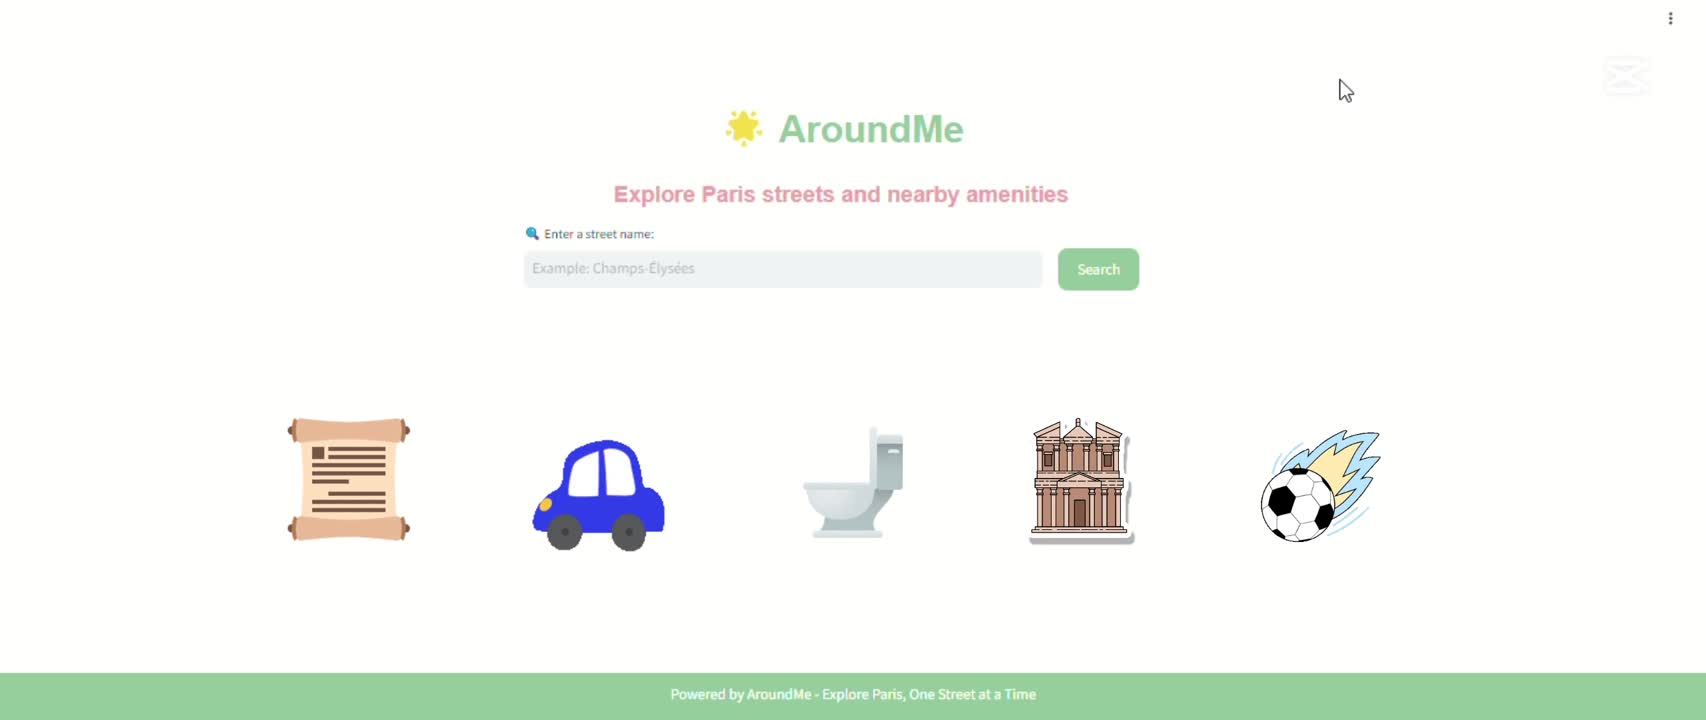 AroundMe
Explore Paris streets and nearby amenities
Enter a street name:
Example: Champs-Élysées
Search
Powered by AroundMe - Explore Paris, One Street at a Time